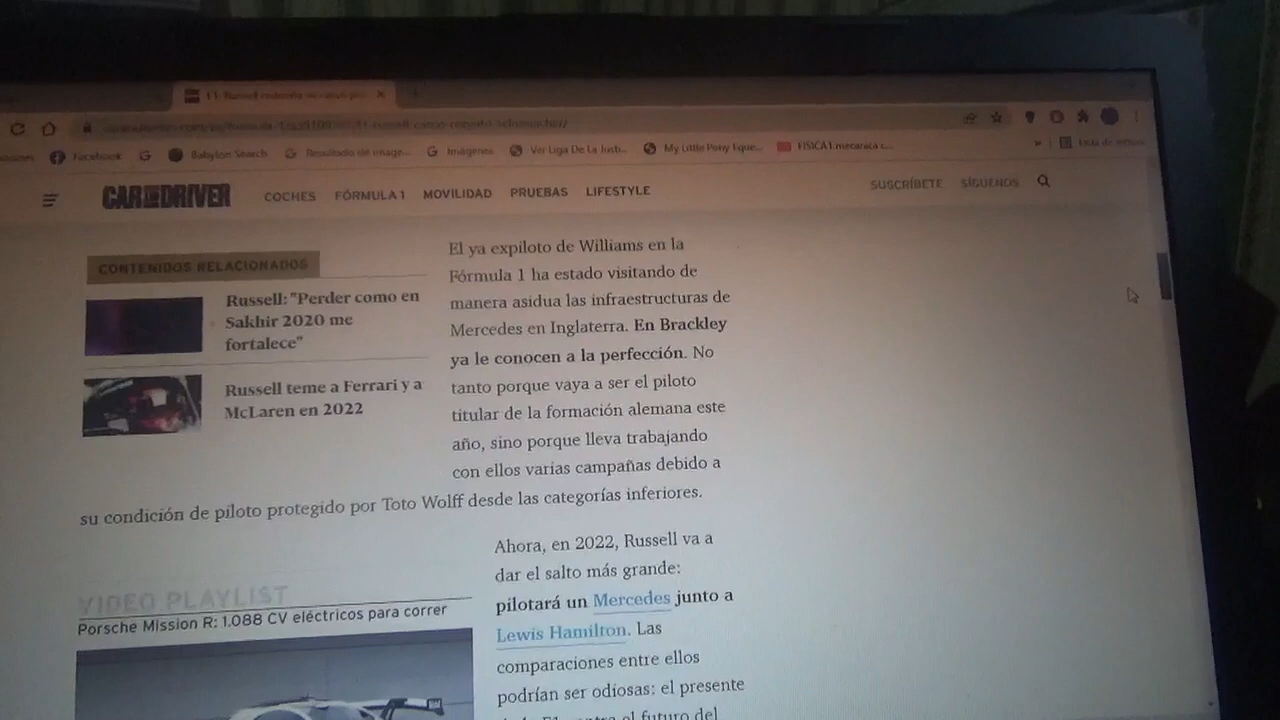 Facebook
G
Babylon Search
G
Resultado de image...
G
Imágenes
Ver Liga De La Justi...
My Little Pony Eque...
FISICA1.mecanica c...
»
CAR AND DRIVER
COCHES
FÓRMULA 1
MOVILIDAD
PRUEBAS
LIFESTYLE
SUSCRÍBETE
SÍGUENOS
CONTENIDOS RELACIONADOS
Russell: "Perder como en
Sakhir 2020 me
fortalece"
Russell teme a Ferrari y a
McLaren en 2022
El ya expiloto de Williams en la
Fórmula 1 ha estado visitando de
manera asidua las infraestructuras de
Mercedes en Inglaterra. En Brackley
ya le conocen a la perfección. No
tanto porque vaya a ser el piloto
titular de la formación alemana este
año, sino porque lleva trabajando
con ellos varias campañas debido a
su condición de piloto protegido por Toto Wolff desde las categorías inferiores.
VIDEO PLAYLIST
Porsche Mission R: 1.088 CV eléctricos para correr
Ahora, en 2022, Russell va a
dar el salto más grande:
pilotará un Mercedes junto a
Lewis Hamilton. Las
comparaciones entre ellos
podrían ser odiosas: el presente
el futuro del